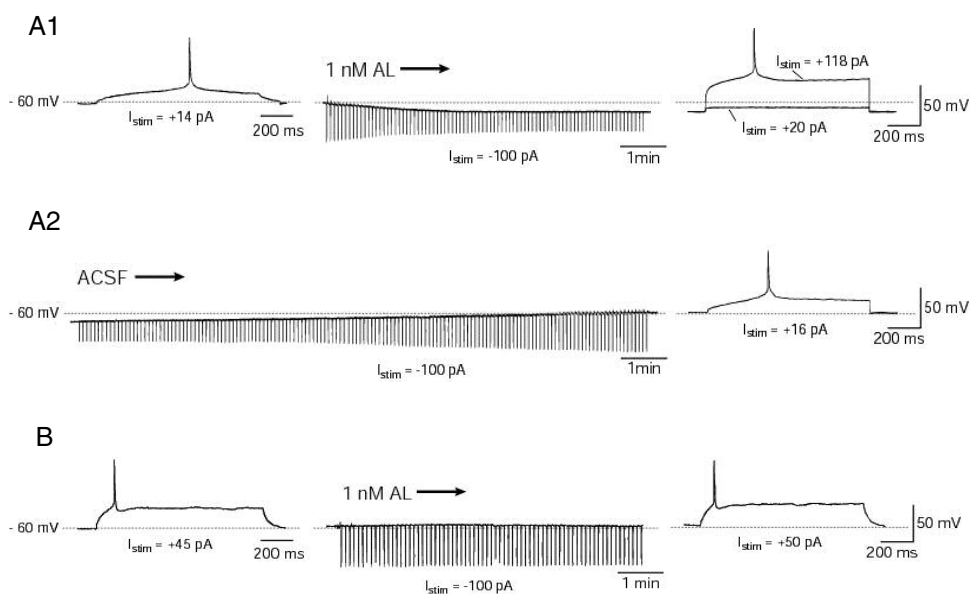 A1
1 nM AL
- 60 mV
Istim = +14 pA
200 ms
Istim = -100 pA
1min
Istim = +118 pA
Istim = +20 pA
50 mV
200 ms
A2
ACSF
- 60 mV
Istim = -100 pA
1min
Istim = +16 pA
50 mV
200 ms
B
1 nM AL
- 60 mV
Istim = +45 pA
200 ms
Istim = -100 pA
1 min
Istim = +50 pA
50 mV
200 ms